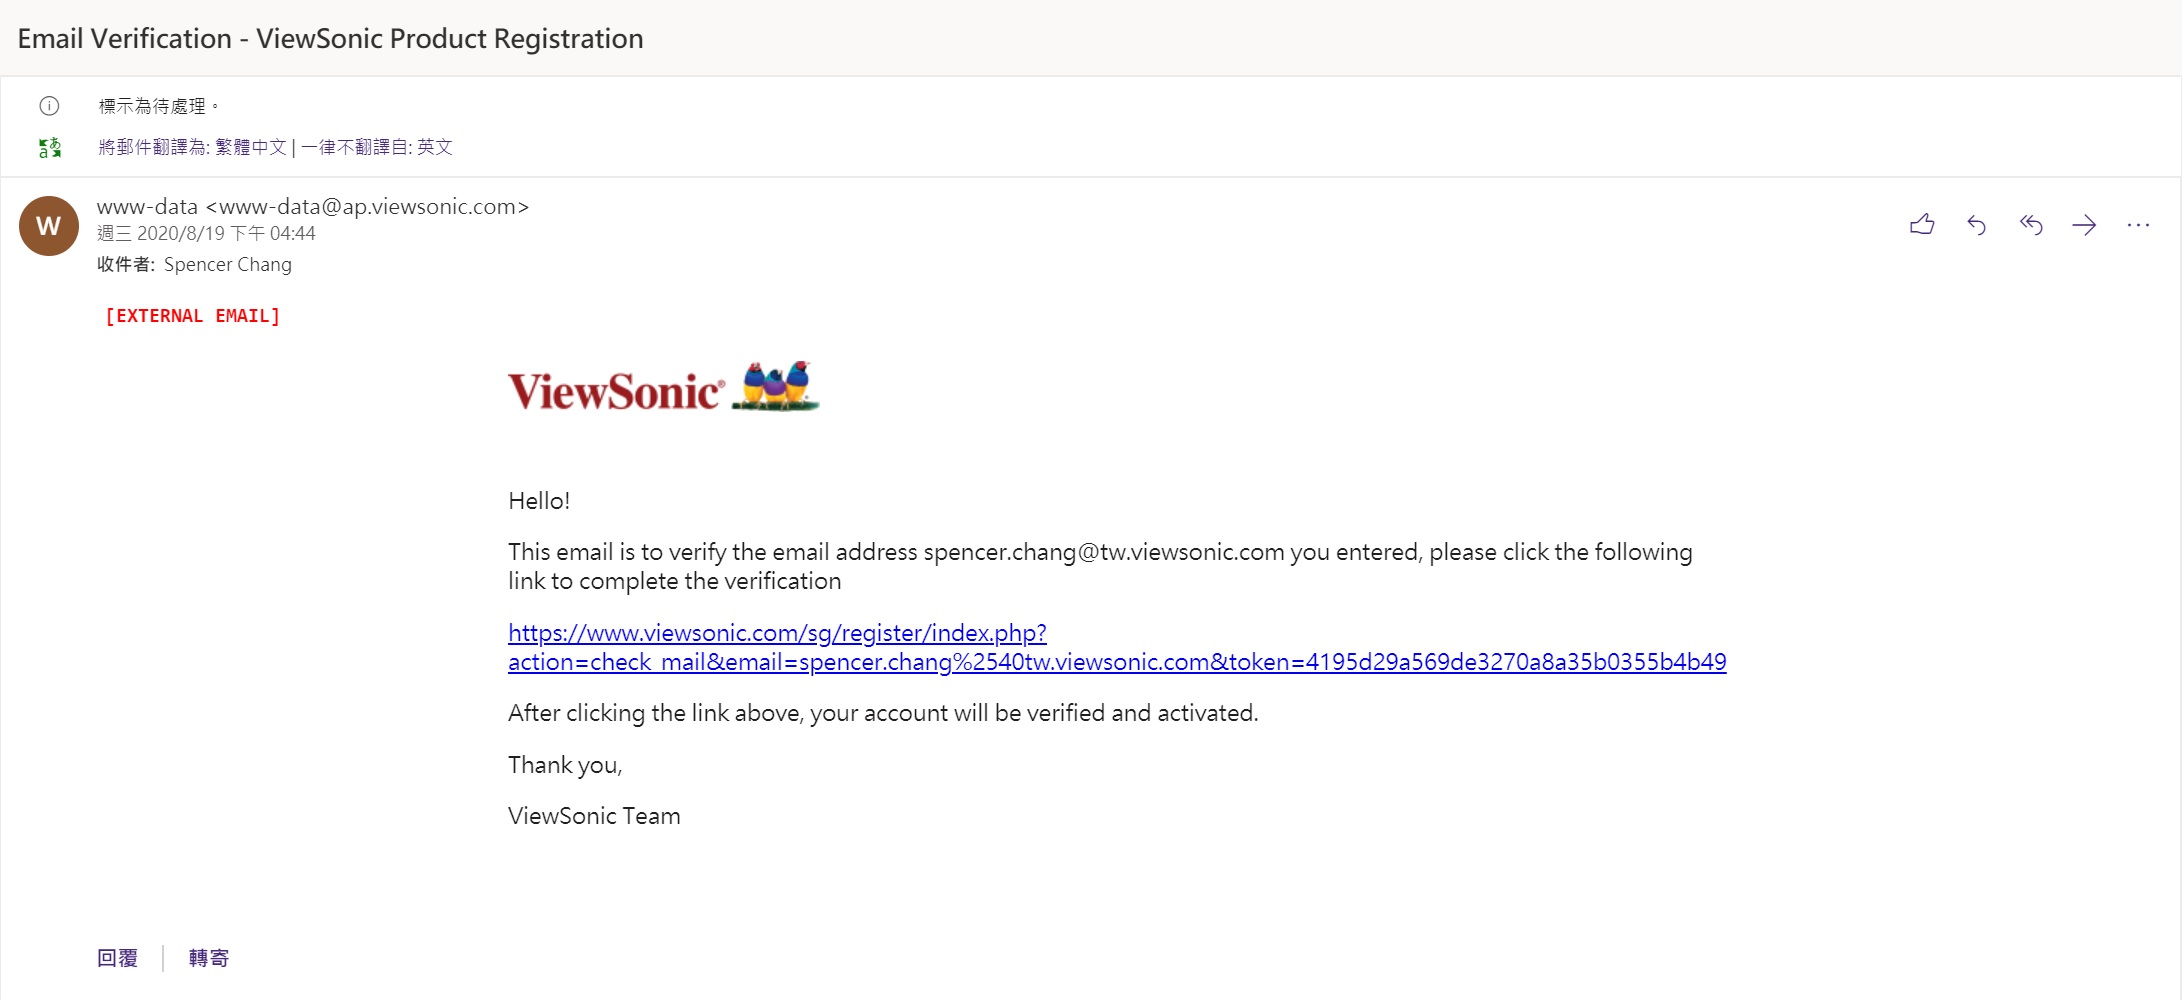 Email Verification - ViewSonic Product Registration
標示為待處理。
將郵件翻譯為: 繁體中文 | 一律不翻譯自: 英文
W
www-data <www-data@ap.viewsonic.com>
週三 2020/8/19 下午 04:44
收件者: Spencer Chang
[EXTERNAL EMAIL]
ViewSonic®
Hello!
This email is to verify the email address spencer.chang@tw.viewsonic.com you entered, please click the following
link to complete the verification
https://www.viewsonic.com/sg/register/index.php?
action=check_mail&email=spencer.chang%2540tw.viewsonic.com&token=4195d29a569de3270a8a35b0355b4b49
After clicking the link above, your account will be verified and activated.
Thank you,
ViewSonic Team
回覆 | 轉寄